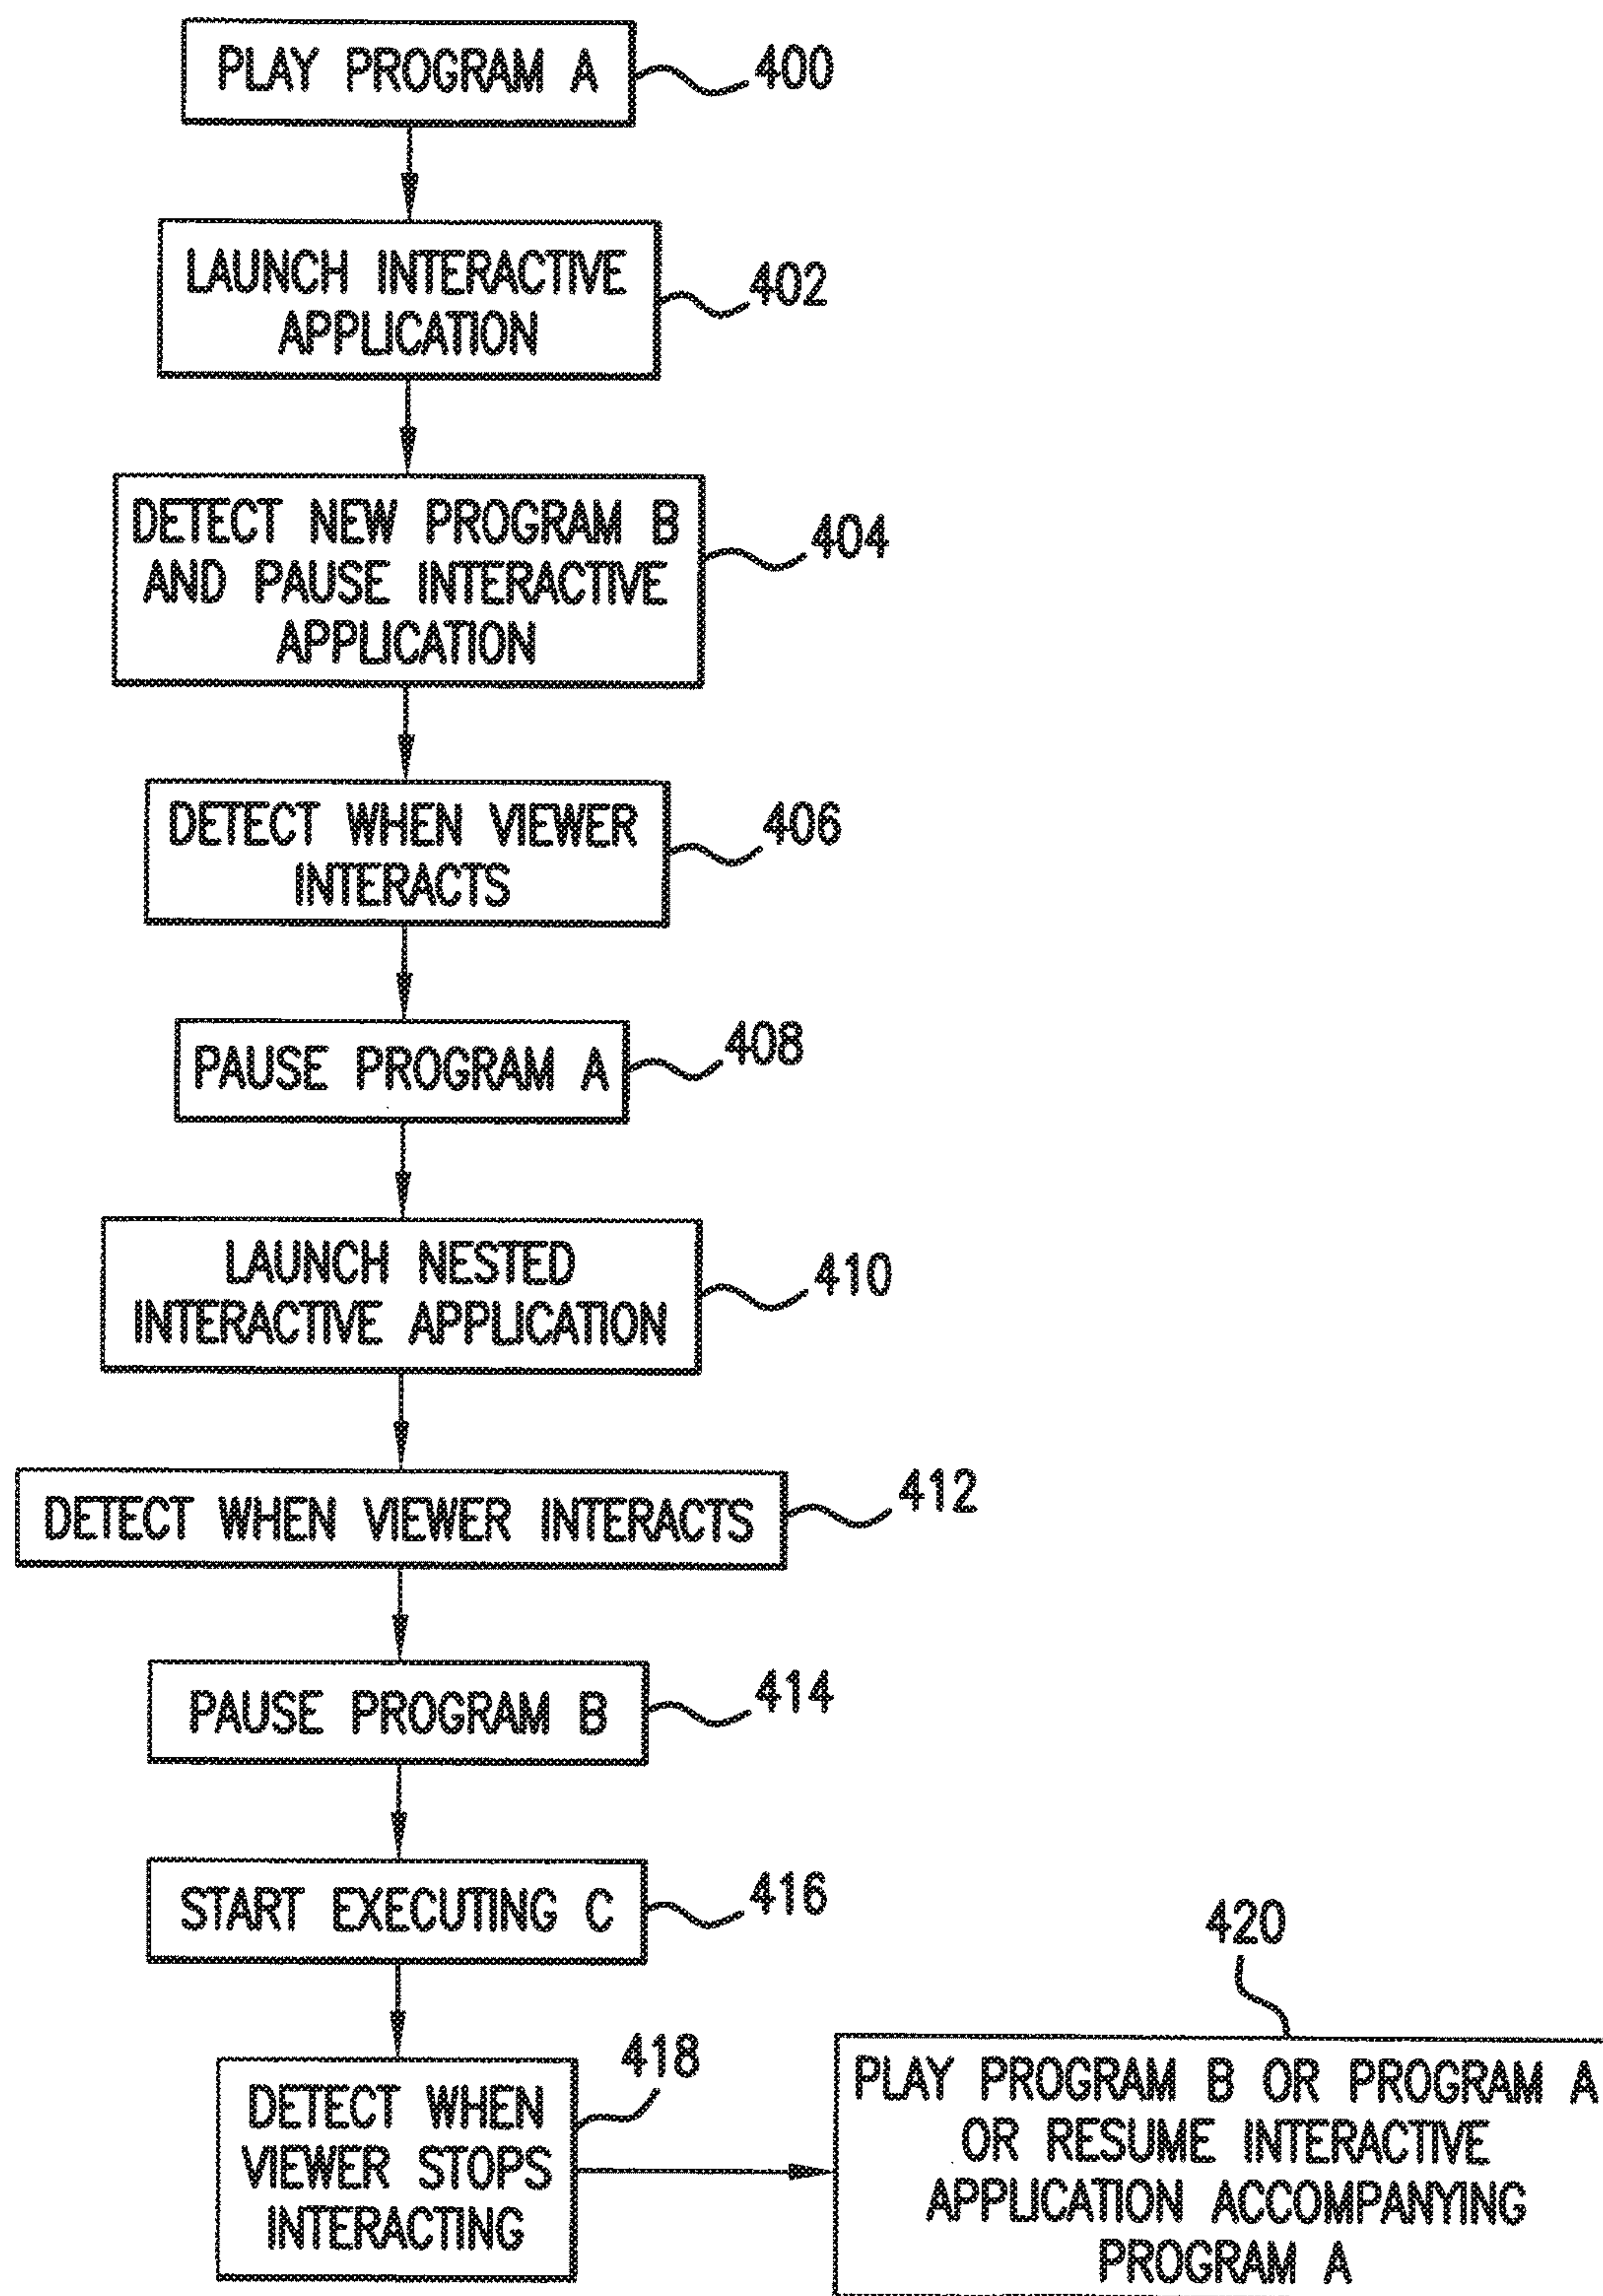 PLAY PROGRAM A
400
LAUNCH INTERACTIVE
APPLICATION
402
DETECT NEW PROGRAM B
AND PAUSE INTERACTIVE
APPLICATION
404
DETECT WHEN VIEWER
INTERACTS
406
PAUSE PROGRAM A
408
LAUNCH NESTED
INTERACTIVE APPLICATION
410
DETECT WHEN VIEWER INTERACTS
412
PAUSE PROGRAM B
414
START EXECUTING C
416
DETECT WHEN
VIEWER STOPS
INTERACTING
418
420
PLAY PROGRAM B OR PROGRAM A
OR RESUME INTERACTIVE
APPLICATION ACCOMPANYING
PROGRAM A